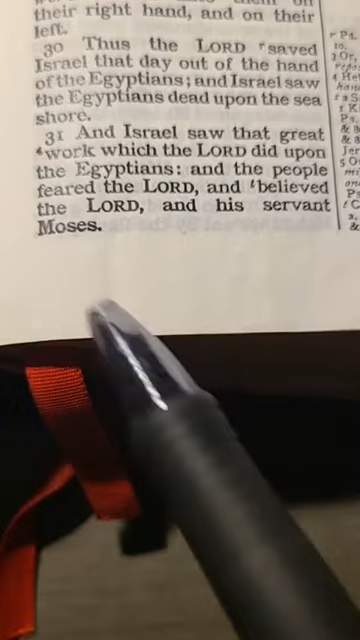 their right hand, and on their
left.
30 Thus the LORD r saved
Israel that day out of the hand
of the Egyptians; and Israel saw
the Egyptians dead upon the sea
shore.
31 And Israel saw that great
work which the LORD did upon
the Egyptians: and the people
feared the LORD, and t believed
the LORD, and his servant
Moses.